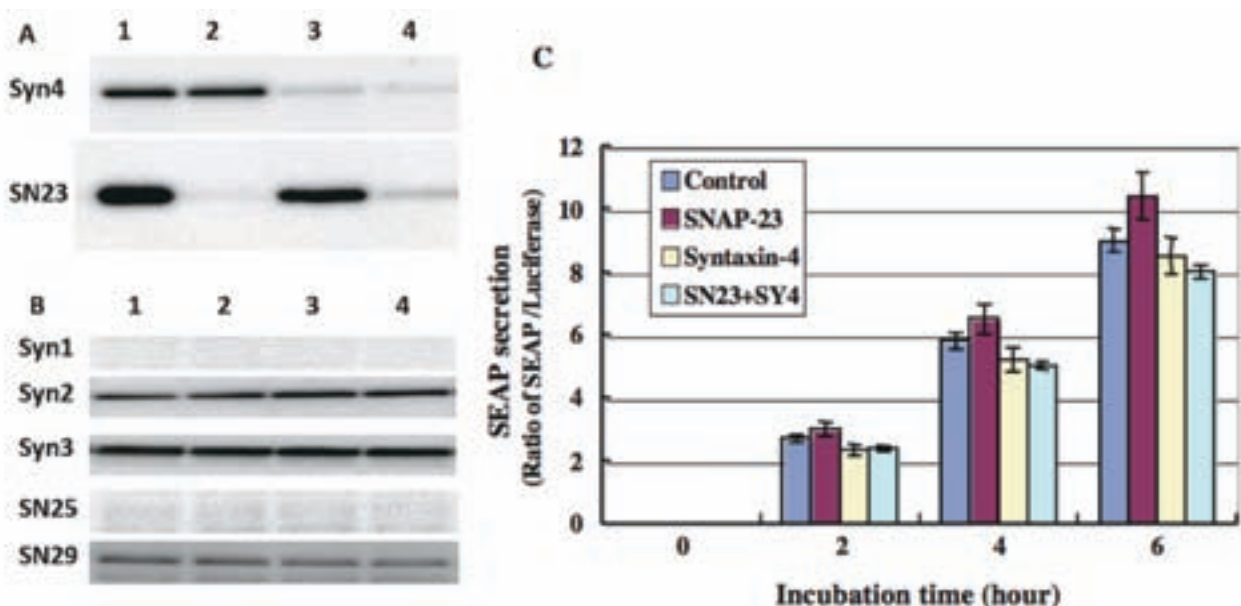 A
1 2 3 4
Syn4
SN23
B
1 2 3 4
Syn1
Syn2
Syn3
SN25
SN29
C
SEAP secretion
(Ratio of SEAP /Luciferase)
12
10
8
6
4
2
0
Control
SNAP-23
Syntaxin-4
SN23+SY4
0 2 4 6
Incubation time (hour)